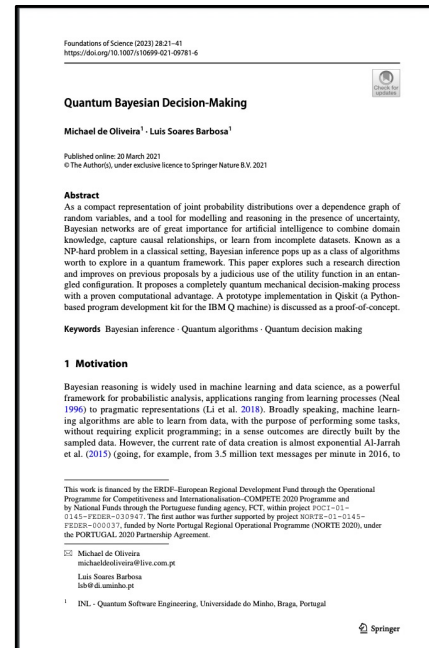 Foundations of Science (2023) 28:21–41
https://doi.org/10.1007/s10699-021-09781-6
Check for
updates
Quantum Bayesian Decision-Making
Michael de Oliveira1 · Luis Soares Barbosa1
Published online: 20 March 2021
© The Author(s), under exclusive licence to Springer Nature B.V. 2021
Abstract
As a compact representation of joint probability distributions over a dependence graph of
random variables, and a tool for modelling and reasoning in the presence of uncertainty,
Bayesian networks are of great importance for artificial intelligence to combine domain
knowledge, capture causal relationships, or learn from incomplete datasets. Known as a
NP-hard problem in a classical setting, Bayesian inference pops up as a class of algorithms
worth to explore in a quantum framework. This paper explores such a research direction
and improves on previous proposals by a judicious use of the utility function in an entan-
gled configuration. It proposes a completely quantum mechanical decision-making process
with a proven computational advantage. A prototype implementation in Qiskit (a Python-
based program development kit for the IBM Q machine) is discussed as a proof-of-concept.
Keywords Bayesian inference · Quantum algorithms · Quantum decision making
1 Motivation
Bayesian reasoning is widely used in machine learning and data science, as a powerful
framework for probabilistic analysis, applications ranging from learning processes (Neal
1996) to pragmatic representations (Li et al. 2018). Broadly speaking, machine learn-
ing algorithms are able to learn from data, with the purpose of performing some tasks,
without requiring explicit programming; in a sense outcomes are directly built by the
sampled data. However, the current rate of data creation is almost exponential Al-Jarrah
et al. (2015) (going, for example, from 3.5 million text messages per minute in 2016, to
This work is financed by the ERDF–European Regional Development Fund through the Operational
Programme for Competitiveness and Internationalisation–COMPETE 2020 Programme and
by National Funds through the Portuguese funding agency, FCT, within project POCI-01-
0145-FEDER-030947. The first author was further supported by project NORTE-01-0145-
FEDER-000037, funded by Norte Portugal Regional Operational Programme (NORTE 2020), under
the PORTUGAL 2020 Partnership Agreement.
Michael de Oliveira
michaeldeoliveira@live.com.pt
Luis Soares Barbosa
lsb@di.uminho.pt
1 INL - Quantum Software Engineering, Universidade do Minho, Braga, Portugal
Springer